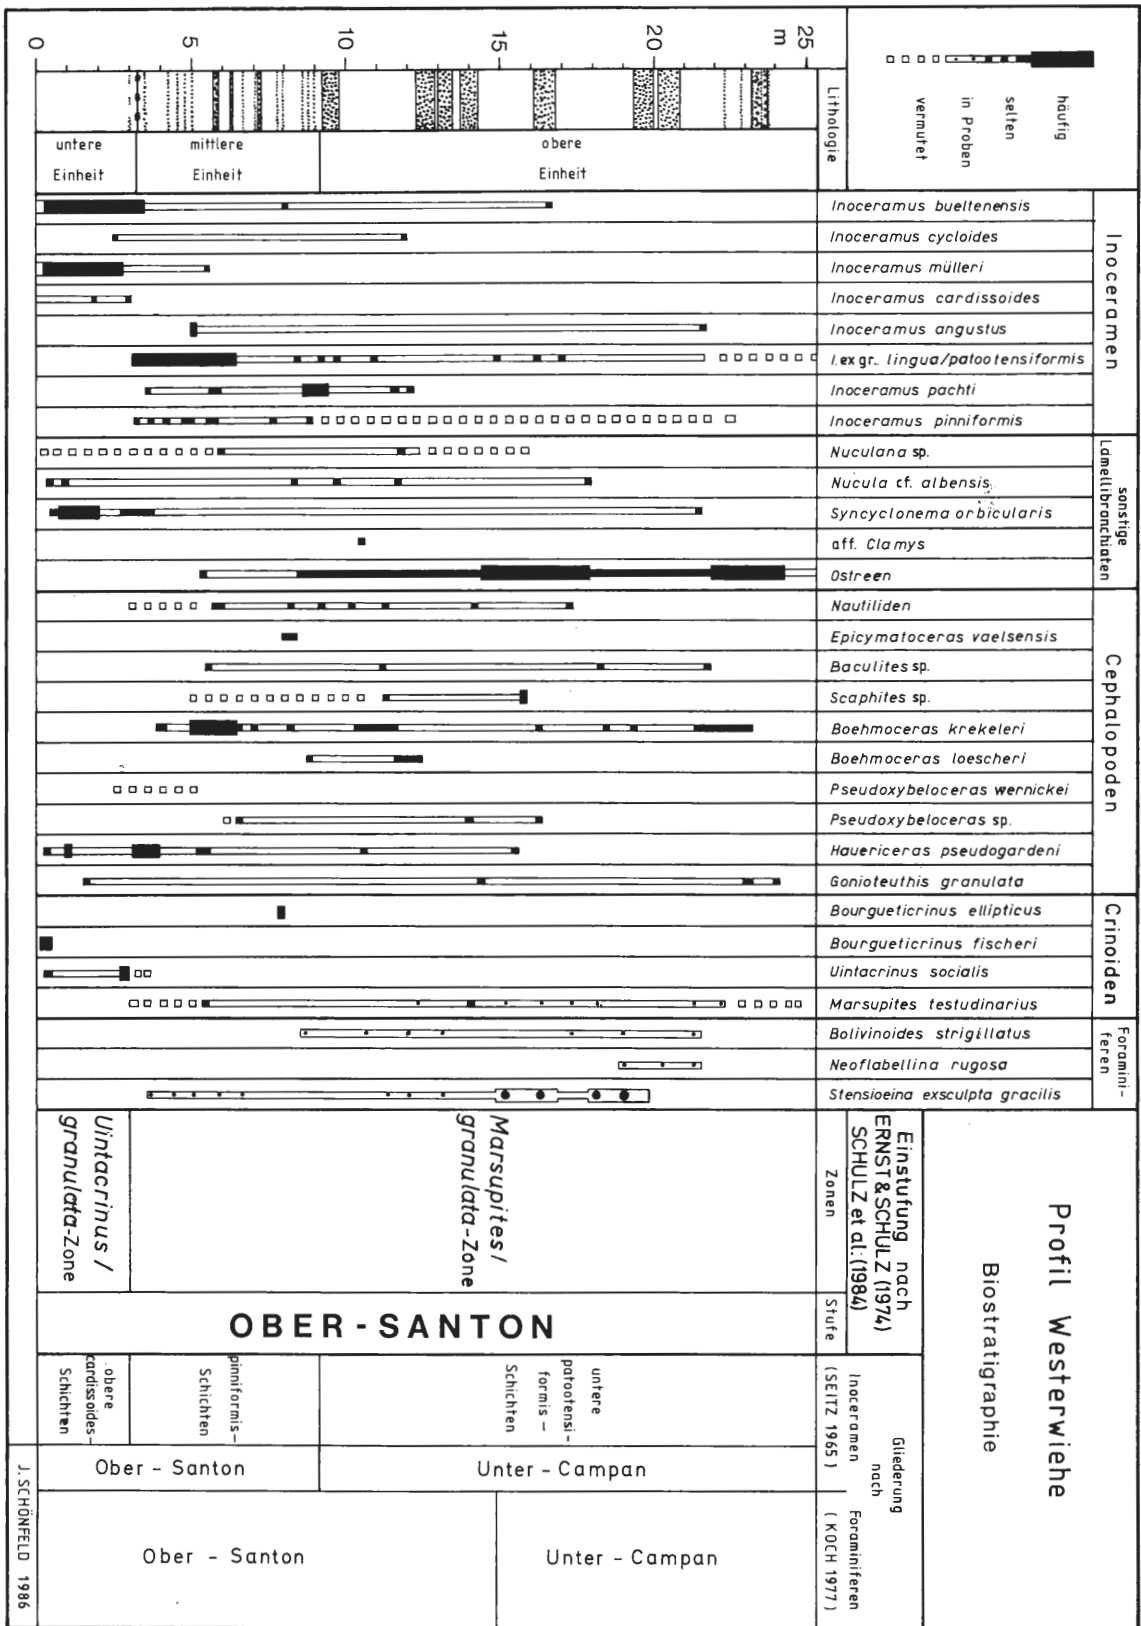 0
5
10
15
20
m
25
häufig
selten
in Proben
vermutet
Lithologie
untere
Einheit
mittlere
Einheit
obere
Einheit
Inoceramen
Inoceramus bueltenensis
Inoceramus cycloides
Inoceramus mülleri
Inoceramus cardissoides
Inoceramus angustus
I. ex gr. lingua/patootensiformis
Inoceramus pachti
Inoceramus pinniformis
sonstige
Lamellibranchiaten
Nuculana sp.
Nucula cf. albensis
Syncyclonema orbicularis
aff. Clamys
Ostreen
Cephalopoden
Nautiliden
Epicymatoceras vaelsensis
Baculites sp.
Scaphites sp.
Boehmoceras krekeleri
Boehmoceras loescheri
Pseudoxybeloceras wernickei
Pseudoxybeloceras sp.
Hauericeras pseudogardeni
Gonioteuthis granulata
Crinoiden
Bourgueticrinus ellipticus
Bourgueticrinus fischeri
Uintacrinus socialis
Marsupites testudinarius
Foramini-
feren
Bolivinoides strigillatus
Neoflabellina rugosa
Stensioeina exsculpta gracilis
Uintacrinus /
granulata-Zone
Marsupites /
granulata-Zone
Zonen
Einstufung nach
ERNST & SCHULZ (1974)
SCHULZ et al. (1984)
OBER-SANTON
Stufe
obere
cardissoides-
Schichten
pinniformis-
Schichten
untere
patootensi-
formis-
Schichten
Inoceramen
(SEITZ 1965)
Gliederung
nach
Ober - Santon
Unter - Campan
Ober - Santon
Unter - Campan
Foraminiferen
(KOCH 1977)
Profil Westerwiehe
Biostratigraphie
J. SCHÖNFELD 1986